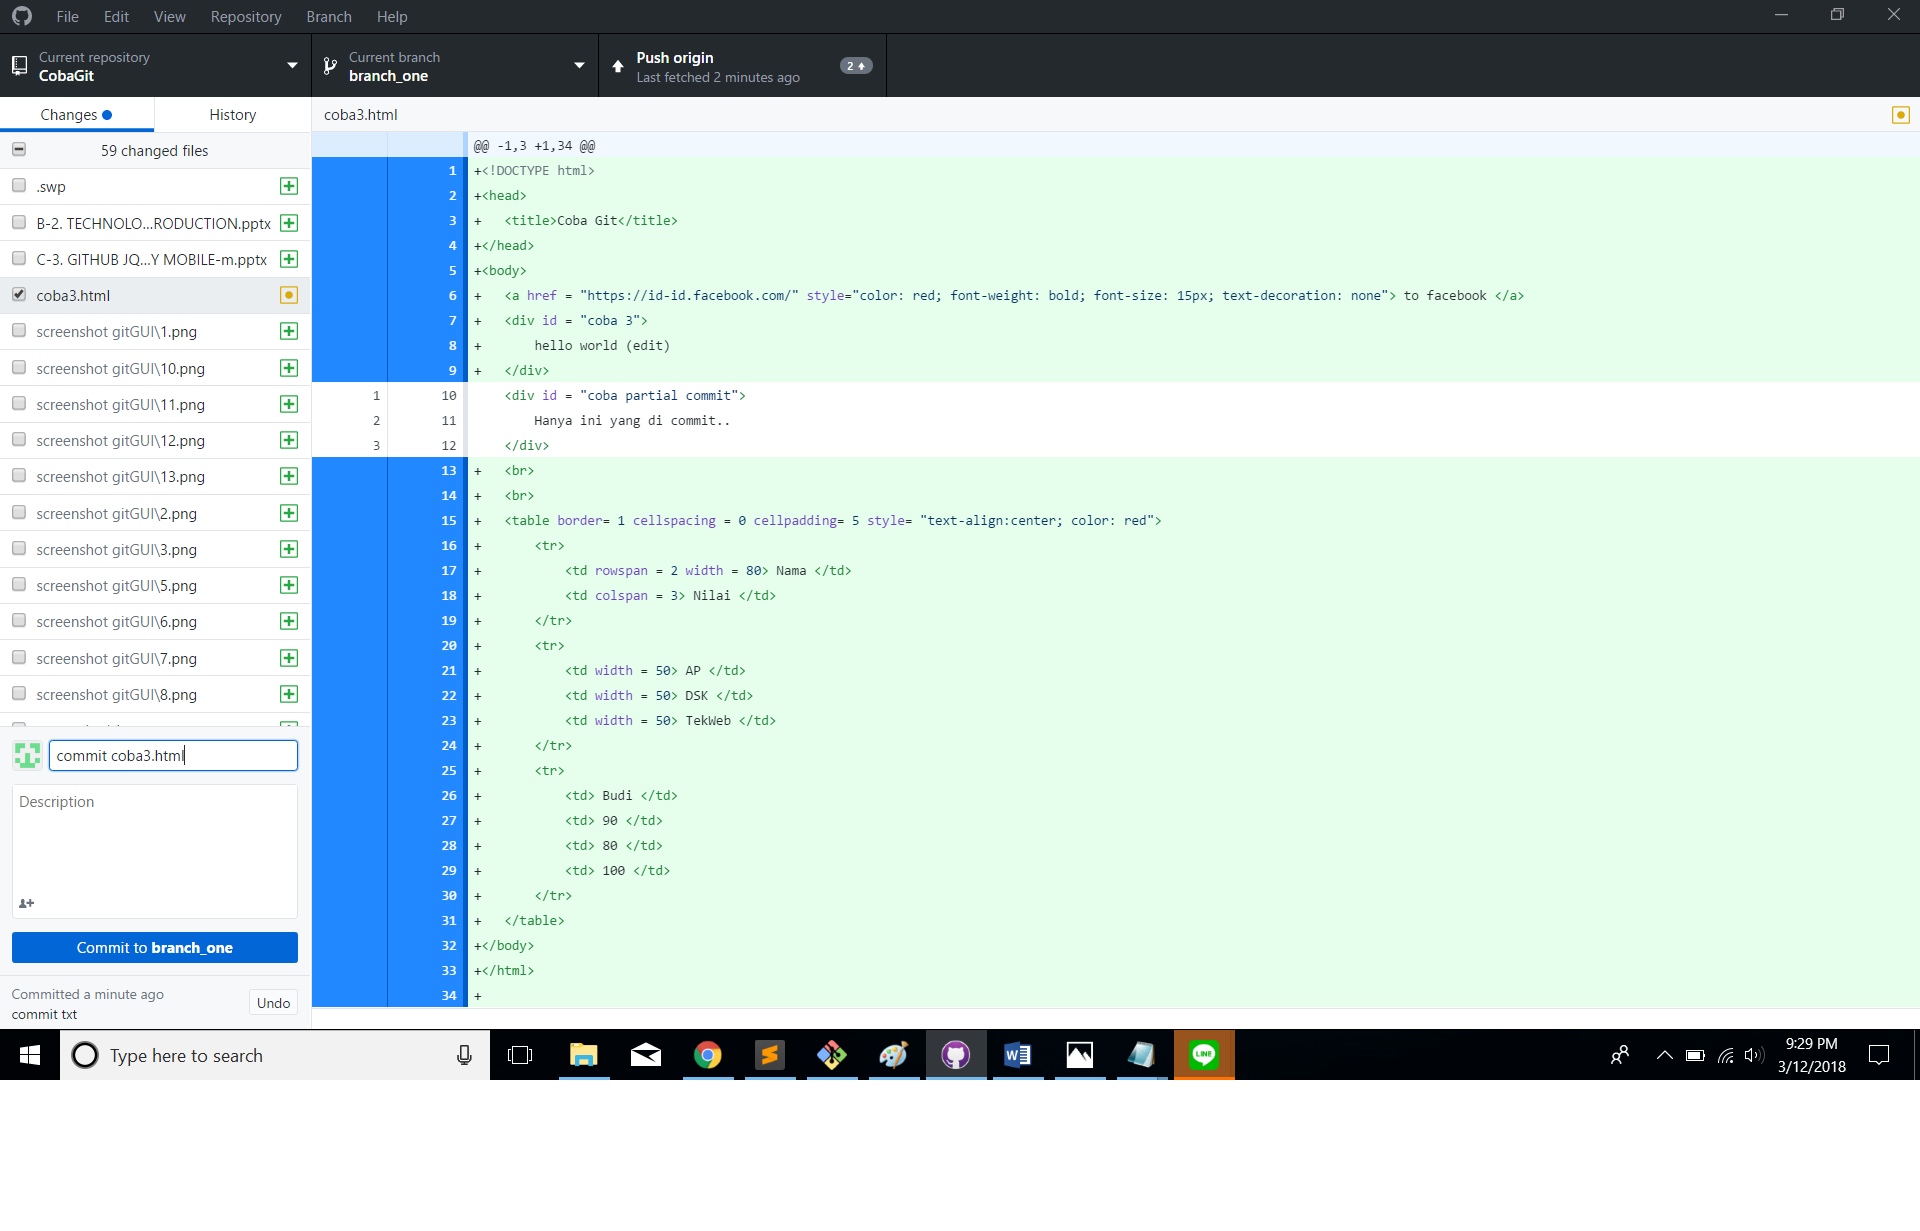 File Edit View Repository Branch Help
Current repository
CobaGit
Current branch
branch_one
Push origin
Last fetched 2 minutes ago
2
Changes
History
coba3.html
59 changed files
.swp
B-2. TECHNOLO...RODUCTION.pptx
C-3. GITHUB JQ...Y MOBILE-m.pptx
coba3.html
screenshot gitGUI\1.png
screenshot gitGUI\10.png
screenshot gitGUI\11.png
screenshot gitGUI\12.png
screenshot gitGUI\13.png
screenshot gitGUI\2.png
screenshot gitGUI\3.png
screenshot gitGUI\5.png
screenshot gitGUI\6.png
screenshot gitGUI\7.png
screenshot gitGUI\8.png
commit coba3.html
Description
Commit to branch_one
Committed a minute ago
commit txt
Undo
@@ -1,3 +1,34 @@
1 +<!DOCTYPE html>
2 +<head>
3 + <title>Coba Git</title>
4 +</head>
5 +<body>
6 + <a href = "https://id-id.facebook.com/" style="color: red; font-weight: bold; font-size: 15px; text-decoration: none"> to facebook </a>
7 + <div id = "coba 3">
8 + hello world (edit)
9 + </div>
1 10 <div id = "coba partial commit">
2 11 Hanya ini yang di commit..
3 12 </div>
13 + <br>
14 + <br>
15 + <table border= 1 cellspacing = 0 cellpadding= 5 style= "text-align:center; color: red">
16 + <tr>
17 + <td rowspan = 2 width = 80> Nama </td>
18 + <td colspan = 3> Nilai </td>
19 + </tr>
20 + <tr>
21 + <td width = 50> AP </td>
22 + <td width = 50> DSK </td>
23 + <td width = 50> TekWeb </td>
24 + </tr>
25 + <tr>
26 + <td> Budi </td>
27 + <td> 90 </td>
28 + <td> 80 </td>
29 + <td> 100 </td>
30 + </tr>
31 + </table>
32 +</body>
33 +</html>
34 +
Type here to search
LINE
9:29 PM
3/12/2018